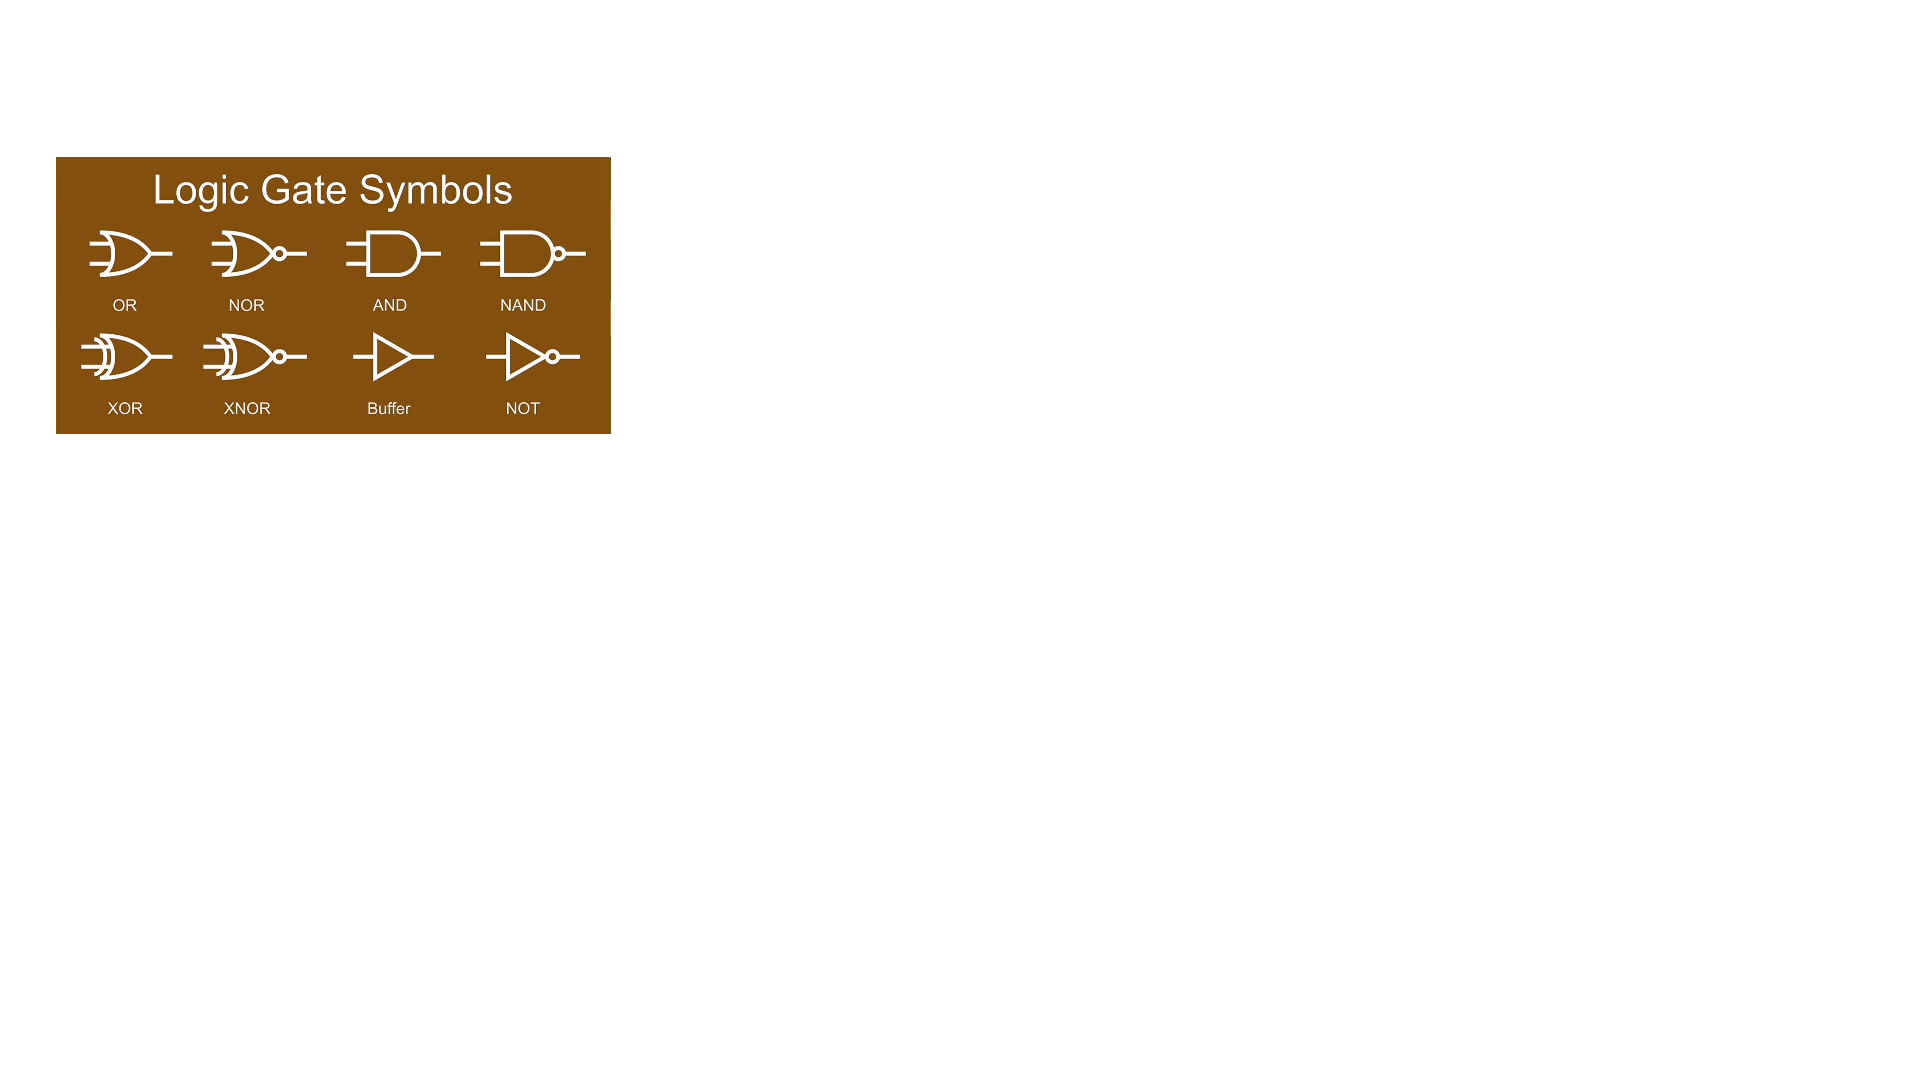 Logic Gate Symbols
OR NOR AND NAND
XOR XNOR Buffer NOT